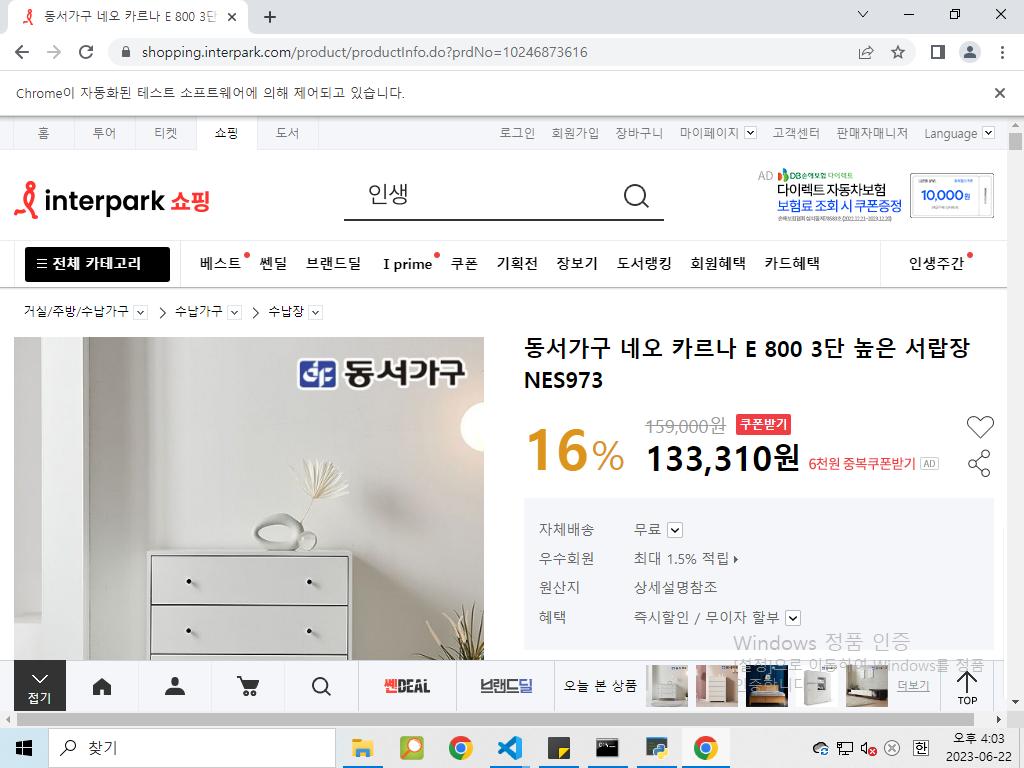 동서가구 네오 카르나 E 800 3단
shopping.interpark.com/product/productInfo.do?prdNo=10246873616
Chrome이 자동화된 테스트 소프트웨어에 의해 제어되고 있습니다.
홈 투어 티켓 쇼핑 도서 로그인 회원가입 장바구니 마이페이지 고객센터 판매자매니저 Language
interpark 쇼핑
인생
AD DB손해보험 다이렉트
다이렉트 자동차보험
보험료 조회 시 쿠폰증정
10,000원
전체 카테고리 베스트 쎈딜 브랜드딜 I prime 쿠폰 기획전 장보기 도서랭킹 회원혜택 카드혜택 인생주간
거실/주방/수납가구 수납가구 수납장
동서가구
동서가구 네오 카르나 E 800 3단 높은 서랍장
NES973
16% 159,000원 쿠폰받기
133,310원 6천원 중복쿠폰받기 AD
자체배송 무료
우수회원 최대 1.5% 적립
원산지 상세설명참조
혜택 즉시할인 / 무이자 할부
Windows 정품 인증
[설정]으로 이동하여 Windows를 정품
인증합니다.
접기 쎈DEAL 브랜드딜 오늘 본 상품 더보기 TOP
찾기
한
오후 4:03
2023-06-22